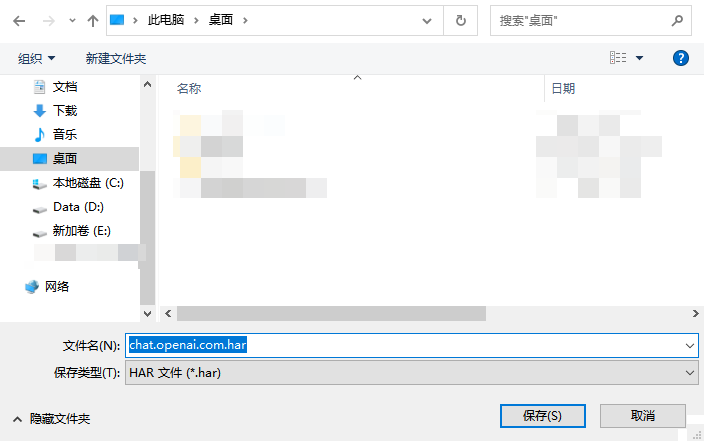 此电脑 > 桌面 >
搜索"桌面"
组织
新建文件夹
?
名称
日期
文档
下载
音乐
桌面
本地磁盘 (C:)
Data (D:)
新加卷 (E:)
网络
文件名(N): chat.openai.com.har
保存类型(T): HAR 文件 (*.har)
隐藏文件夹
保存(S)
取消